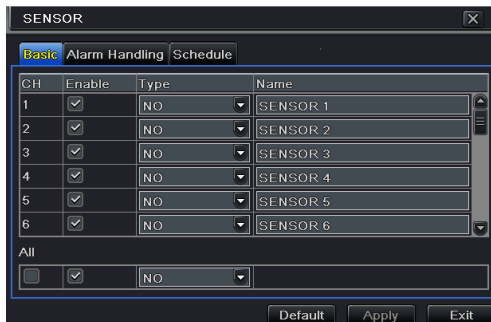 SENSOR
Basic Alarm Handling Schedule
CH Enable Type Name
1 NO SENSOR 1
2 NO SENSOR 2
3 NO SENSOR 3
4 NO SENSOR 4
5 NO SENSOR 5
6 NO SENSOR 6
All
NO
Default Apply Exit